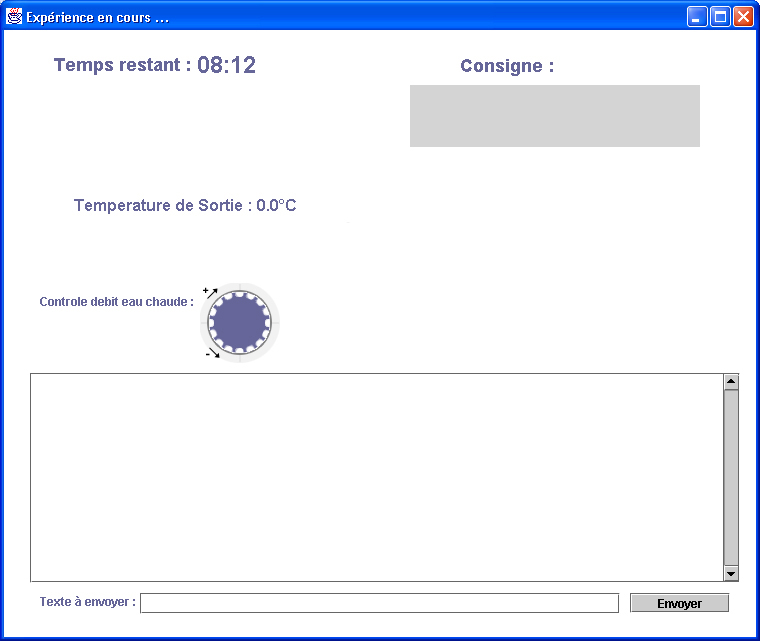 Expérience en cours ...
Temps restant : 08:12
Consigne :
Temperature de Sortie : 0.0°C
Controle debit eau chaude :
+
-
Texte à envoyer :
Envoyer